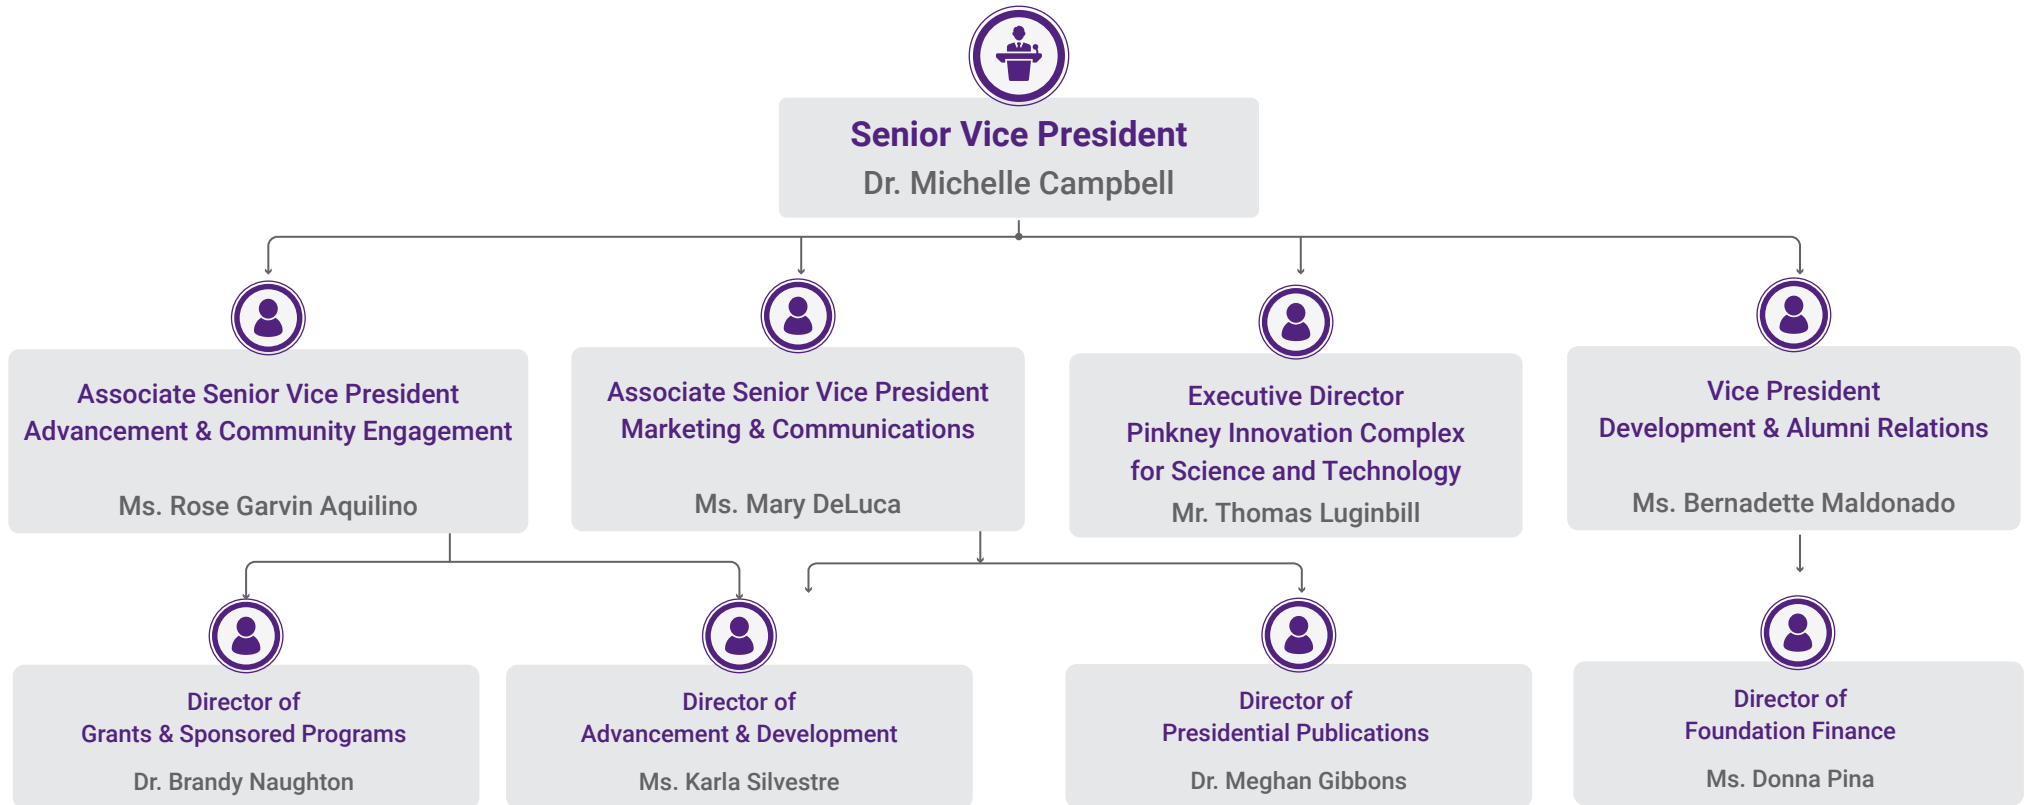 Senior Vice President
Dr. Michelle Campbell
Associate Senior Vice President
Advancement & Community Engagement
Ms. Rose Garvin Aquilino
Associate Senior Vice President
Marketing & Communications
Ms. Mary DeLuca
Executive Director
Pinkney Innovation Complex
for Science and Technology
Mr. Thomas Luginbill
Vice President
Development & Alumni Relations
Ms. Bernadette Maldonado
Director of
Grants & Sponsored Programs
Dr. Brandy Naughton
Director of
Advancement & Development
Ms. Karla Silvestre
Director of
Presidential Publications
Dr. Meghan Gibbons
Director of
Foundation Finance
Ms. Donna Pina